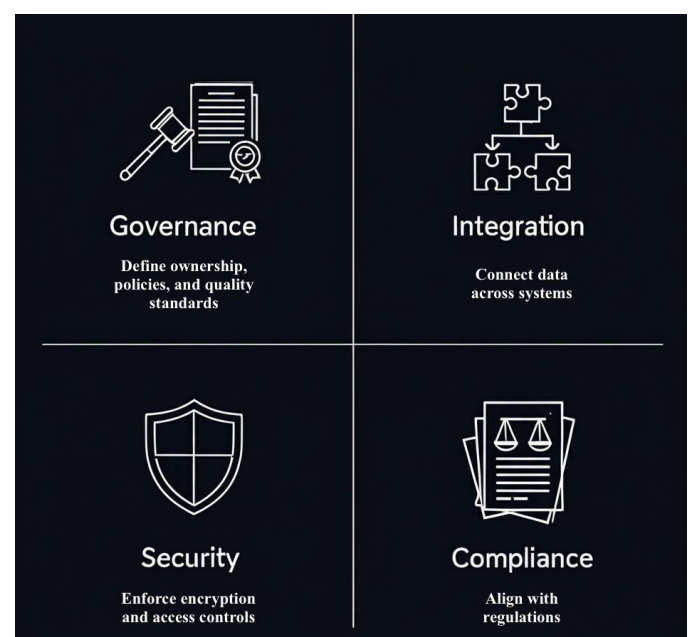 Governance
Define ownership,
policies, and quality
standards
Integration
Connect data
across systems
Security
Enforce encryption
and access controls
Compliance
Align with
regulations